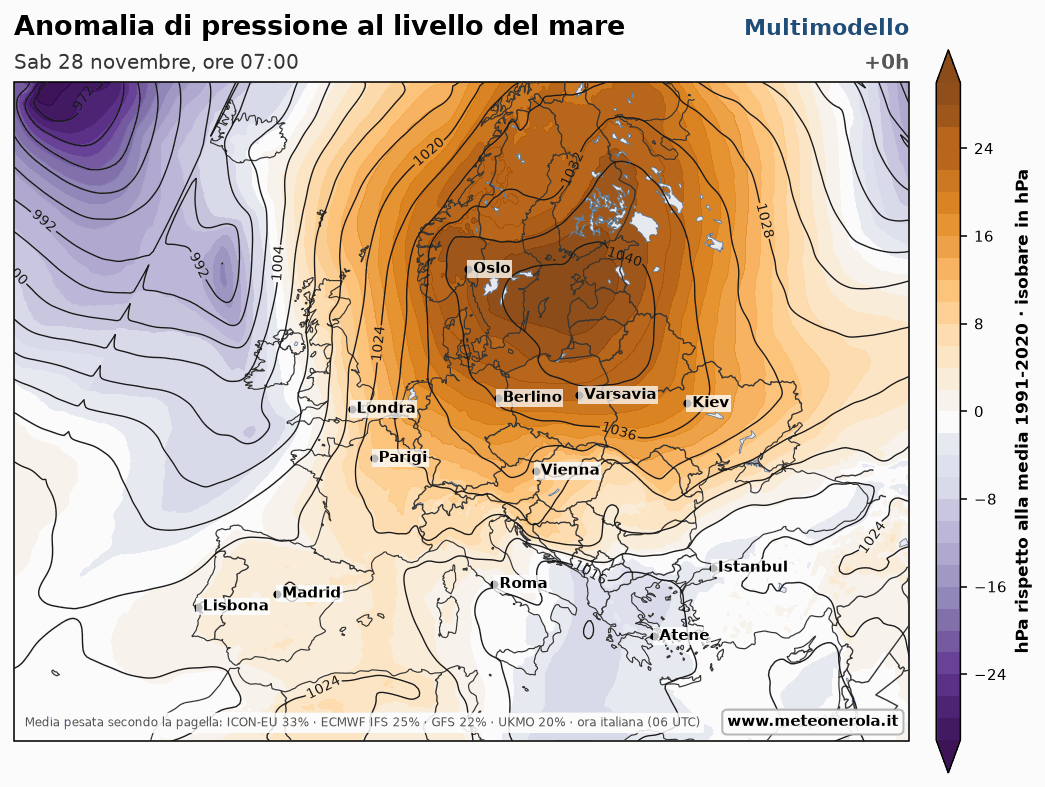 Anomalia di pressione al livello del mare
Multimodello
Sab 28 novembre, ore 07:00
+0h
972
1020
1032
24
992
1028
16
1004
992
1040
Oslo
00
1024
8
Berlino
Varsavia
Kiev
Londra
0
1036
Parigi
Vienna
−8
1024
1016
Istanbul
Roma
Madrid
−16
Lisbona
Atene
−24
1024
Media pesata secondo la pagella: ICON-EU 33% · ECMWF IFS 25% · GFS 22% · UKMO 20% · ora italiana (06 UTC)
www.meteonerola.it
hPa rispetto alla media 1991-2020 · isobare in hPa